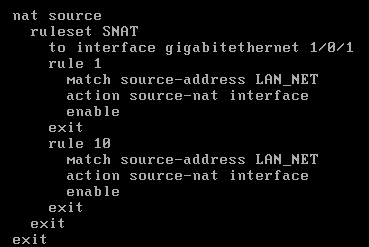 nat source
  ruleset SNAT
    to interface gigabitethernet 1/0/1
    rule 1
      match source-address LAN_NET
      action source-nat interface
      enable
    exit
    rule 10
      match source-address LAN_NET
      action source-nat interface
      enable
    exit
  exit
exit